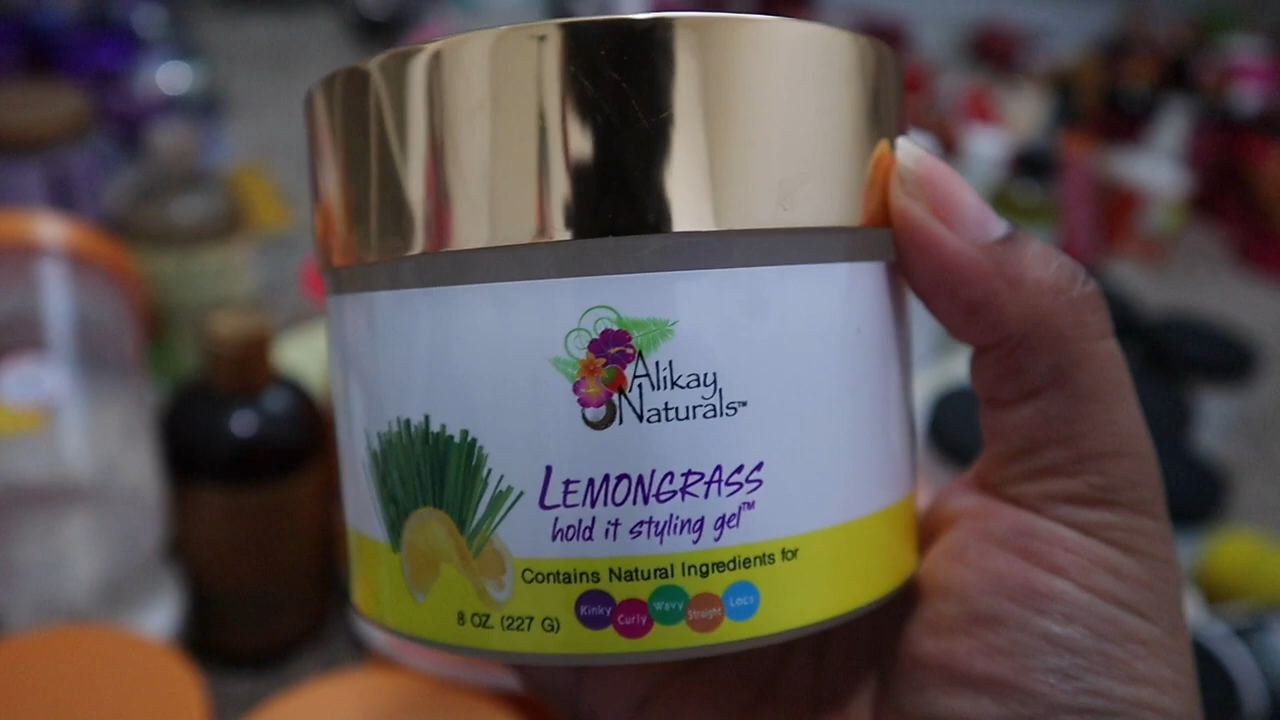 Alikay
Naturals™
LEMONGRASS
hold it styling gel™
Contains Natural Ingredients for
Kinky Curly Wavy Straight Locs
8 OZ. (227 G)